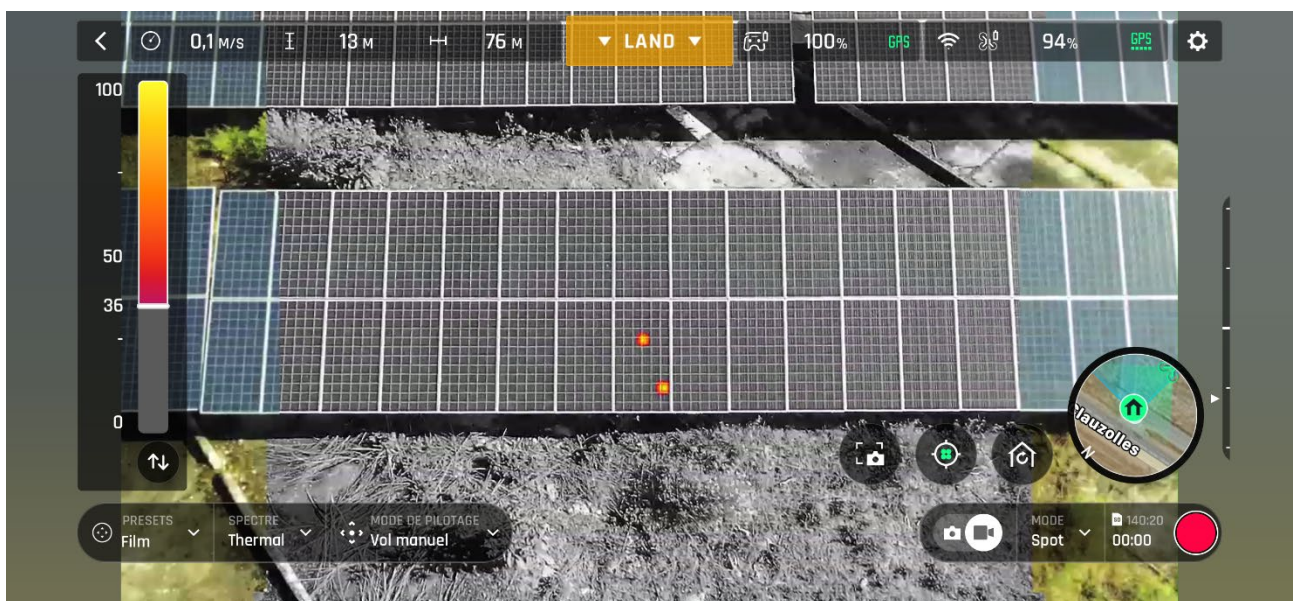 0,1 M/S
13 M
76 M
▼ LAND ▼
100%
GPS
94%
GPS
100
50
36
0
Clauzolles
N
PRESETS
Film
SPECTRE
Thermal
MODE DE PILOTAGE
Vol manuel
MODE
Spot
140:20
00:00